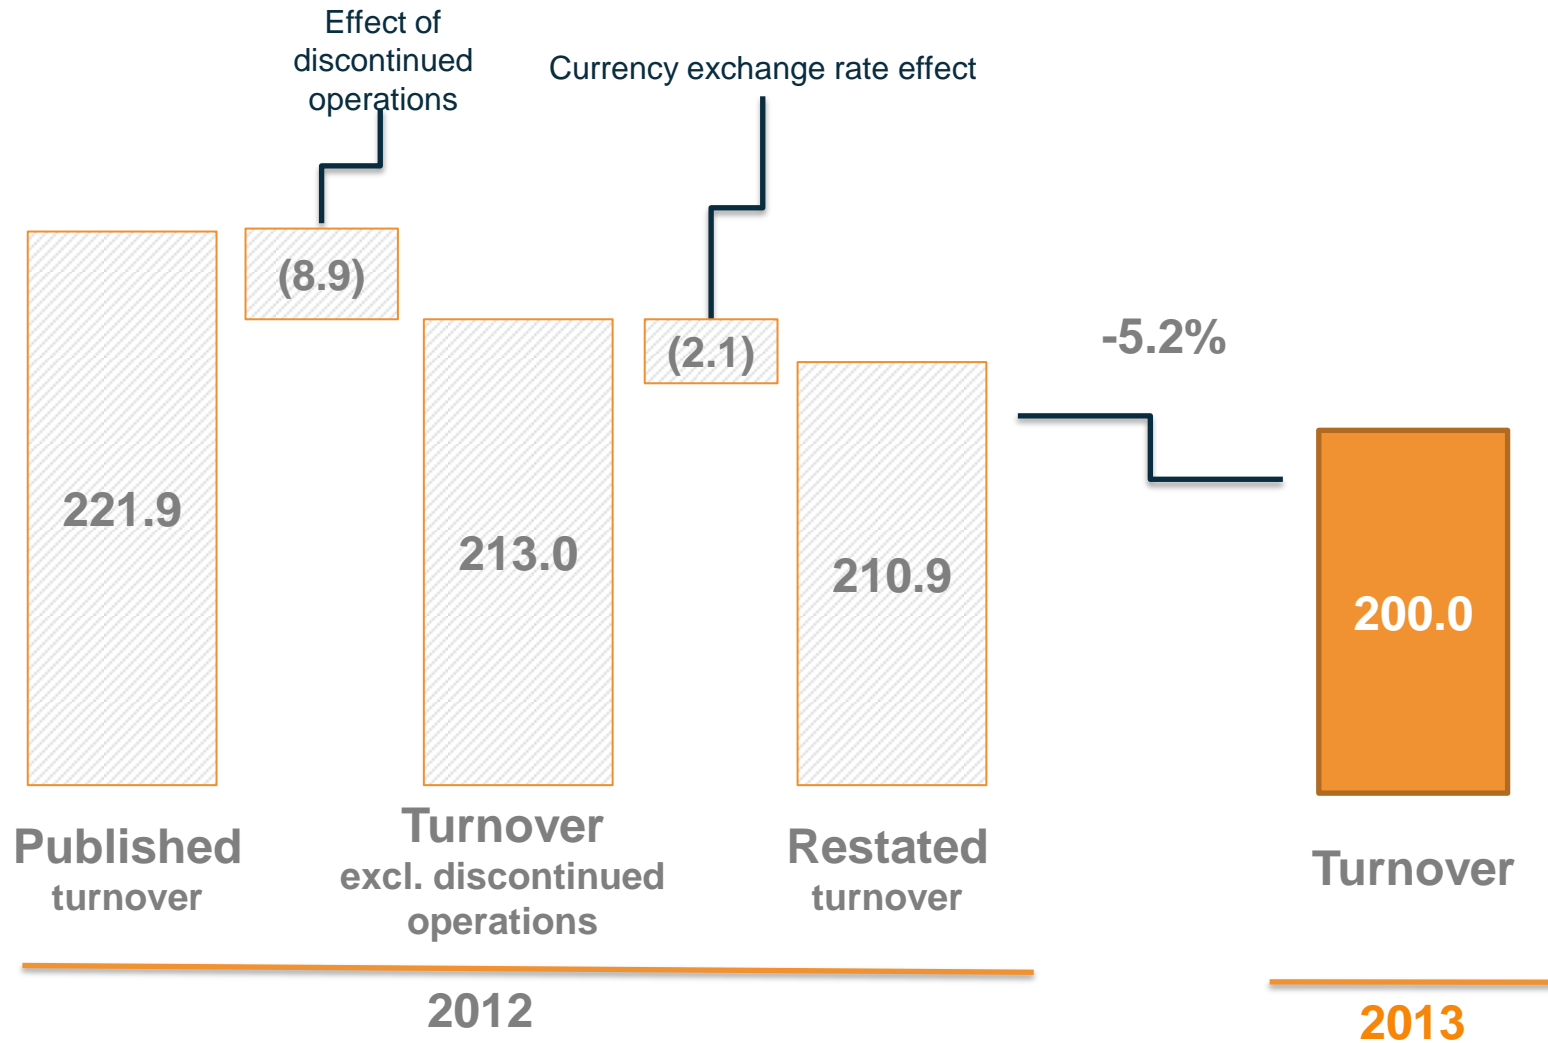 Effect of
discontinued
operations
Currency exchange rate effect
(8.9)
(2.1)
-5.2%
221.9
213.0
210.9
200.0
Published
turnover
Turnover
excl. discontinued
operations
Restated
turnover
Turnover
2012
2013